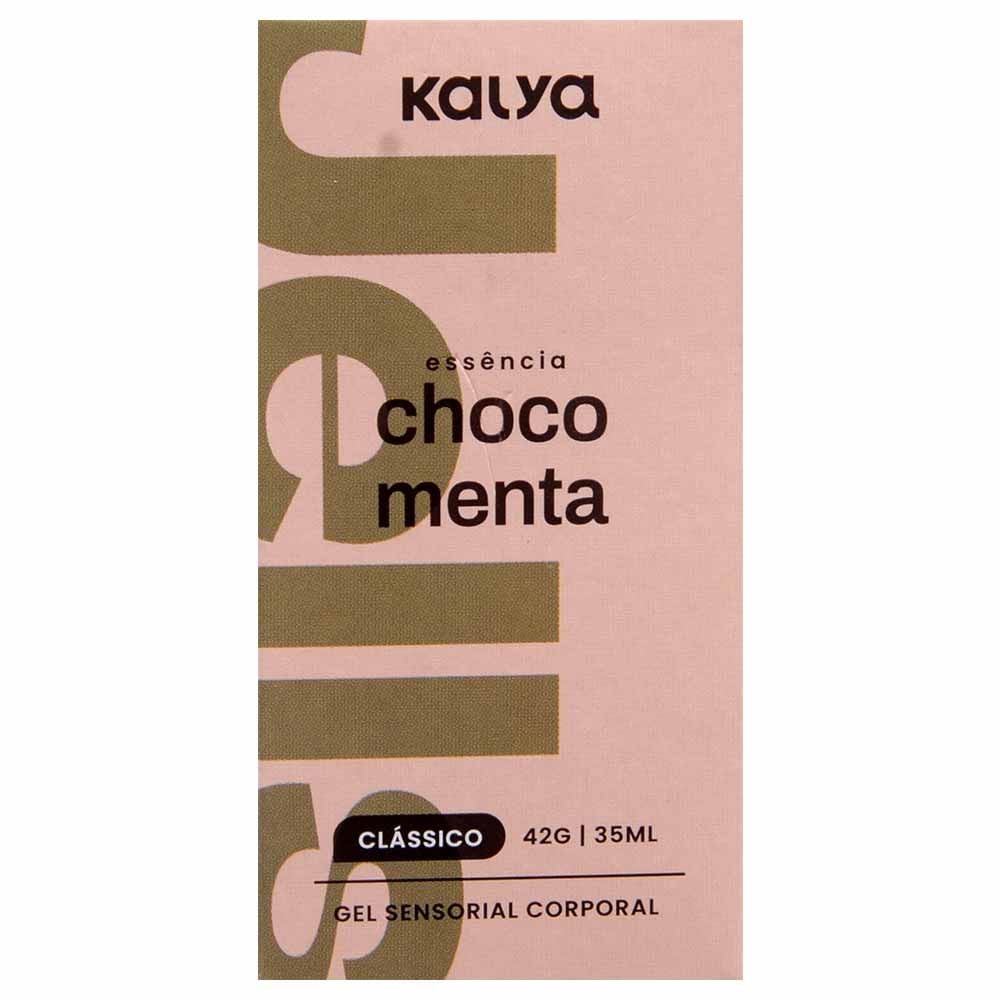 Kalya
essência
choco
menta
CLÁSSICO 42G | 35ML
GEL SENSORIAL CORPORAL